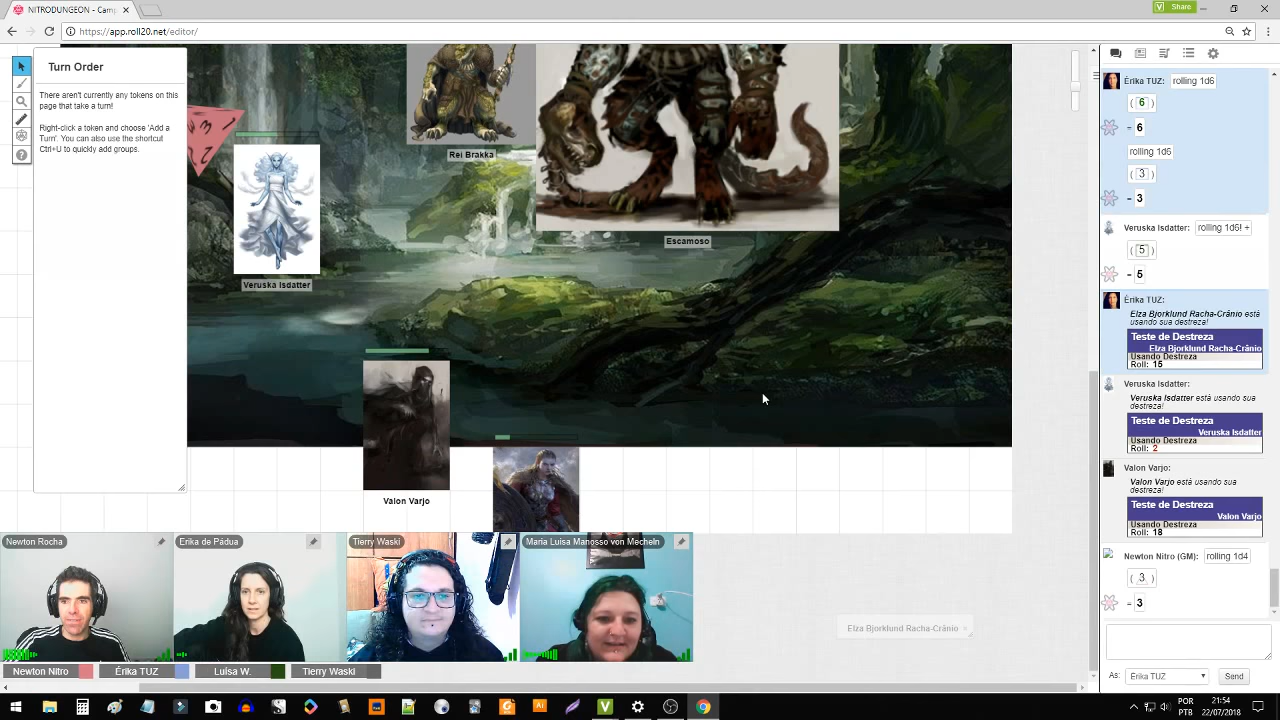 NITRODUNGEON - Camp
Share
https://app.roll20.net/editor/
Turn Order
There aren't currently any tokens on this
page that take a turn!
Right-click a token and choose 'Add a
Turn'. You can also use the shortcut
Ctrl+U to quickly add groups.
Rei Brakka
Escamoso
Veruska Isdatter
Valon Varjo
Elza Bjorklund Racha-Crânio
Newton Rocha
Erika de Pádua
Tierry Waski
Maria Luisa Manosso von Mecheln
Newton Nitro
Érika TUZ
Luísa W.
Tierry Waski
Érika TUZ: rolling 1d6
(6)
= 6
rolling 1d6
(3)
= 3
Veruska Isdatter: rolling 1d6! +
(5)
= 5
Érika TUZ:
Elza Bjorklund Racha-Crânio está
usando sua destreza!
Teste de Destreza
Elza Bjorklund Racha-Crânio
Usando Destreza
Roll: 15
Veruska Isdatter:
Veruska Isdatter está usando sua
destreza!
Teste de Destreza
Veruska Isdatter
Usando Destreza
Roll: 2
Valon Varjo:
Valon Varjo está usando sua
destreza!
Teste de Destreza
Valon Varjo
Usando Destreza
Roll: 18
Newton Nitro (GM): rolling 1d4
(3)
= 3
As: Érika TUZ Send
POR 21:54
PTB 22/07/2018